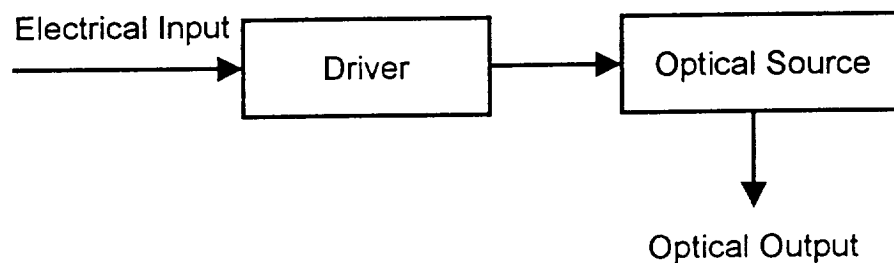 Electrical Input
Driver
Optical Source
Optical Output